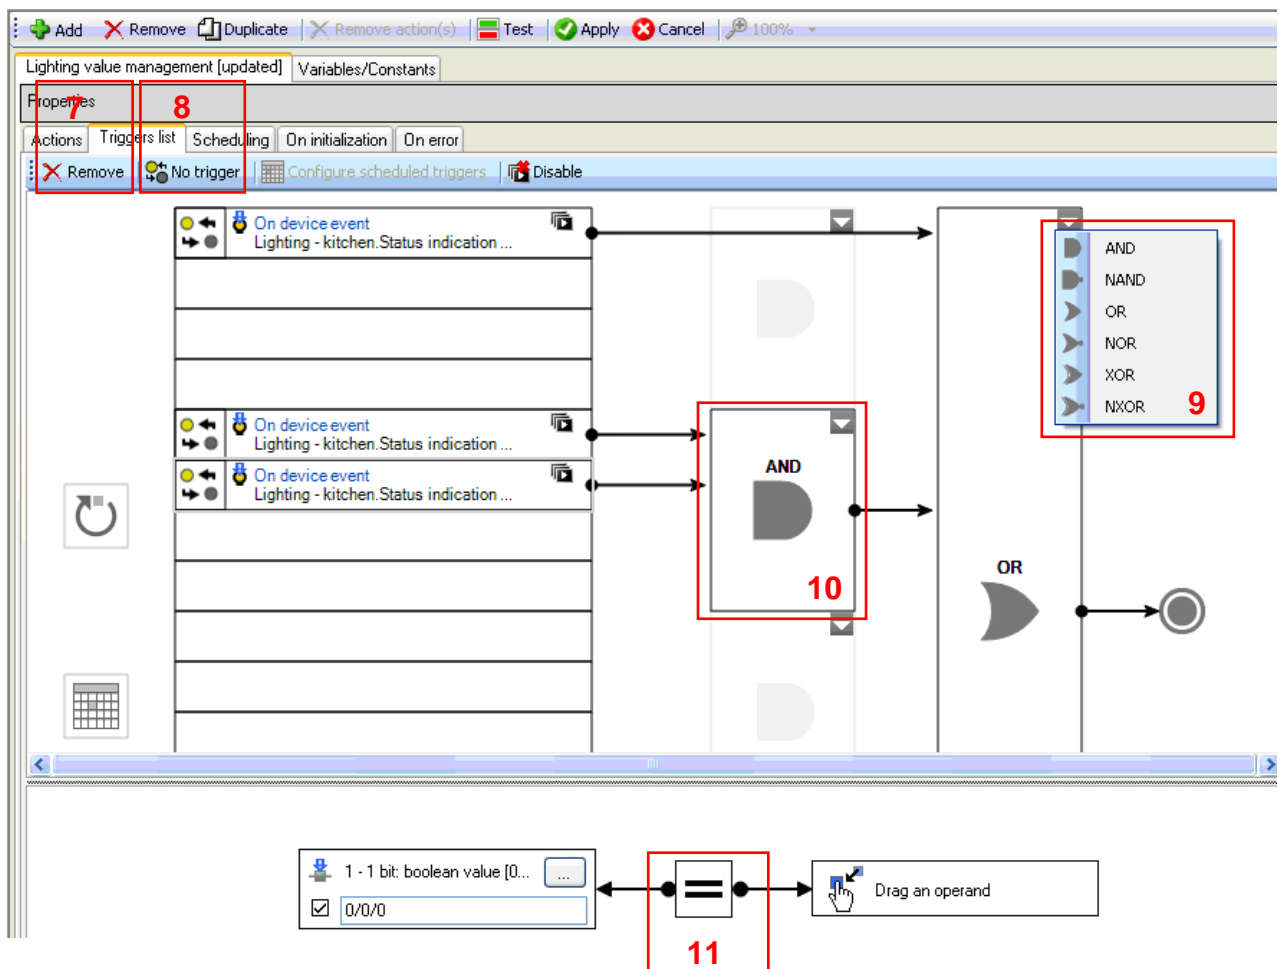 Add Remove Duplicate Remove action(s) Test Apply Cancel 100%
Lighting value management [updated] Variables/Constants
Properties
7 8
Actions Triggers list Scheduling On initialization On error
Remove No trigger Configure scheduled triggers Disable
On device event
Lighting - kitchen.Status indication ...
AND
NAND
OR
NOR
XOR
NXOR
9
On device event
Lighting - kitchen.Status indication ...
On device event
Lighting - kitchen.Status indication ...
AND
10
OR
1 - 1 bit: boolean value [0... ...
0/0/0
Drag an operand
11